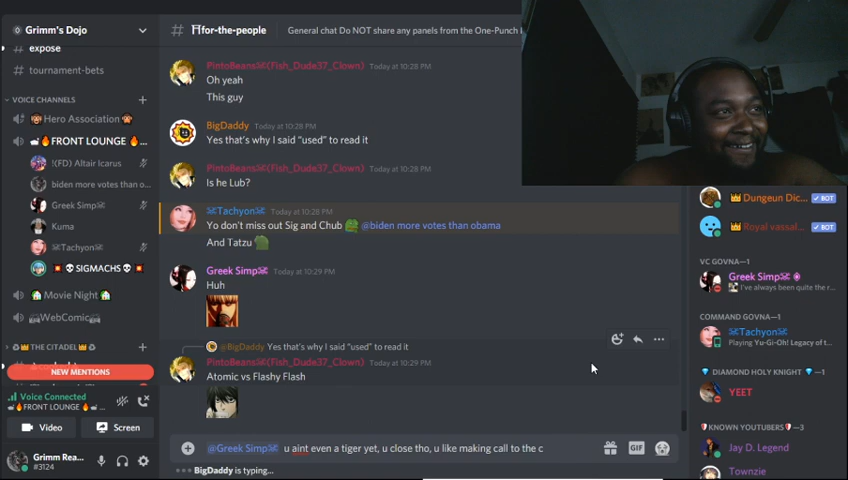 Grimm's Dojo
expose
# tournament-bets
VOICE CHANNELS
Hero Association
FRONT LOUNGE
!(FD) Altair Icarus
biden more votes than o...
Greek Simp
Kuma
Tachyon
SIGMACHS
Movie Night
WebComic
THE CITADEL
NEW MENTIONS
Voice Connected
FRONT LOUNGE
Video
Screen
Grimm Rea...
#3124
# for-the-people
General chat Do NOT share any panels from the One-Punch
PintoBeans (Fish_Dude37_Clown) Today at 10:28 PM
Oh yeah
This guy
BigDaddy Today at 10:28 PM
Yes that's why I said "used" to read it
PintoBeans (Fish_Dude37_Clown) Today at 10:28 PM
Is he Lub?
Tachyon Today at 10:28 PM
Yo don't miss out Sig and Chub @biden more votes than obama
And Tatzu
Greek Simp Today at 10:29 PM
Huh
@BigDaddy Yes that's why I said "used" to read it
PintoBeans (Fish_Dude37_Clown) Today at 10:29 PM
Atomic vs Flashy Flash
@Greek Simp u aint even a tiger yet, u close tho, u like making call to the c
GIF
BigDaddy is typing...
Dungeun Dic... BOT
Royal vassal... BOT
VC GOVNA—1
Greek Simp
I've always been quite the r
COMMAND GOVNA—1
Tachyon
Playing Yu-Gi-Oh! Legacy of t
DIAMOND HOLY KNIGHT —1
YEET
KNOWN YOUTUBERS —3
Jay D. Legend
Townzie